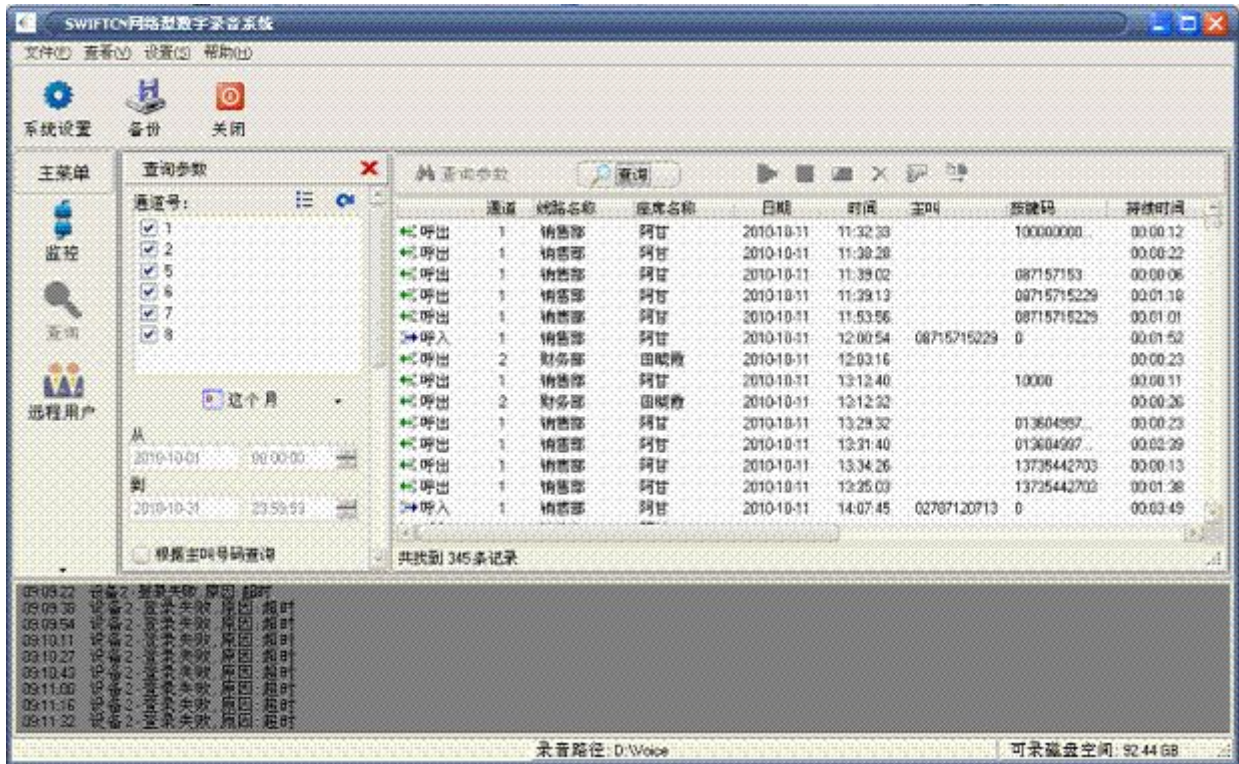 SWIFTCN网络型数字录音系统
文件(F) 查看(V) 设置(S) 帮助(H)
系统设置 备份 关闭
主菜单
监控
查询
远程用户
查询参数
通道号:
1
2
5
6
7
8
这个月
从
2010-10-01 00:00:00
到
2010-10-31 23:59:59
根据主叫号码查询
查询参数 查询
通道 线路名称 座席名称 日期 时间 主叫 按键码 持续时间
呼出 1 销售部 阿甘 2010-10-11 11:32:33 100000000... 00:00:12
呼出 1 销售部 阿甘 2010-10-11 11:38:28 00:00:22
呼出 1 销售部 阿甘 2010-10-11 11:39:02 087157153 00:00:06
呼出 1 销售部 阿甘 2010-10-11 11:39:13 08715715229 00:01:18
呼出 1 销售部 阿甘 2010-10-11 11:53:56 08715715229 00:01:01
呼入 1 销售部 阿甘 2010-10-11 12:00:54 08715715229 0 00:01:52
呼出 2 财务部 2010-10-11 12:03:16 00:00:23
呼出 1 销售部 阿甘 2010-10-11 13:12:40 10000 00:00:11
呼出 2 财务部 2010-10-11 13:12:32 00:00:26
呼出 1 销售部 阿甘 2010-10-11 13:29:32 013604997... 00:00:23
呼出 1 销售部 阿甘 2010-10-11 13:31:40 013604997... 00:02:39
呼出 1 销售部 阿甘 2010-10-11 13:34:26 13735442703 00:00:13
呼出 1 销售部 阿甘 2010-10-11 13:35:03 13735442703 00:01:38
呼入 1 销售部 阿甘 2010-10-11 14:07:45 02787120713 0 00:03:49
共找到 345 条记录
09:09:22 设备2-登录失败,原因:超时
09:09:38 设备2-登录失败,原因:超时
09:09:54 设备2-登录失败,原因:超时
09:10:11 设备2-登录失败,原因:超时
09:10:27 设备2-登录失败,原因:超时
09:10:43 设备2-登录失败,原因:超时
09:11:00 设备2-登录失败,原因:超时
09:11:16 设备2-登录失败,原因:超时
09:11:32 设备2-登录失败,原因:超时
录音路径: D:\Voice 可录磁盘空间: 92.44 GB